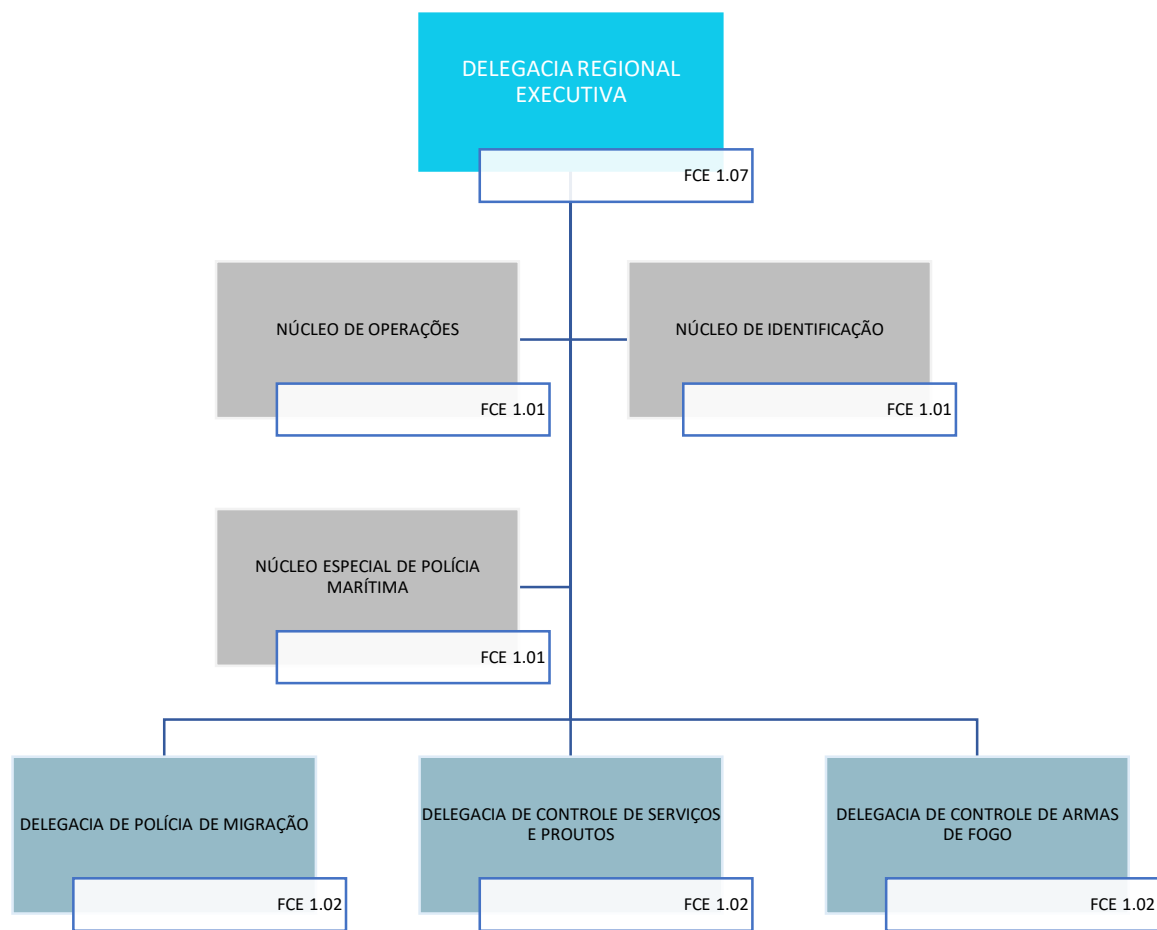 DELEGACIA REGIONAL
EXECUTIVA
FCE 1.07
NÚCLEO DE OPERAÇÕES
FCE 1.01
NÚCLEO DE IDENTIFICAÇÃO
FCE 1.01
NÚCLEO ESPECIAL DE POLÍCIA
MARÍTIMA
FCE 1.01
DELEGACIA DE POLÍCIA DE MIGRAÇÃO
FCE 1.02
DELEGACIA DE CONTROLE DE SERVIÇOS
E PROUTOS
FCE 1.02
DELEGACIA DE CONTROLE DE ARMAS
DE FOGO
FCE 1.02